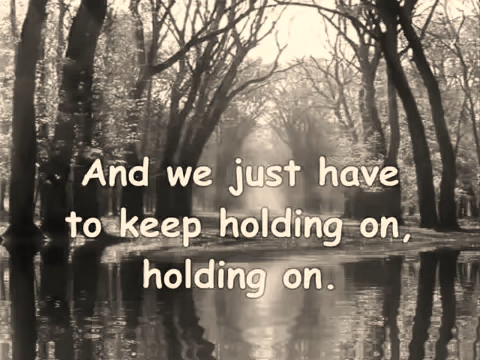 And we just have
to keep holding on,
holding on.